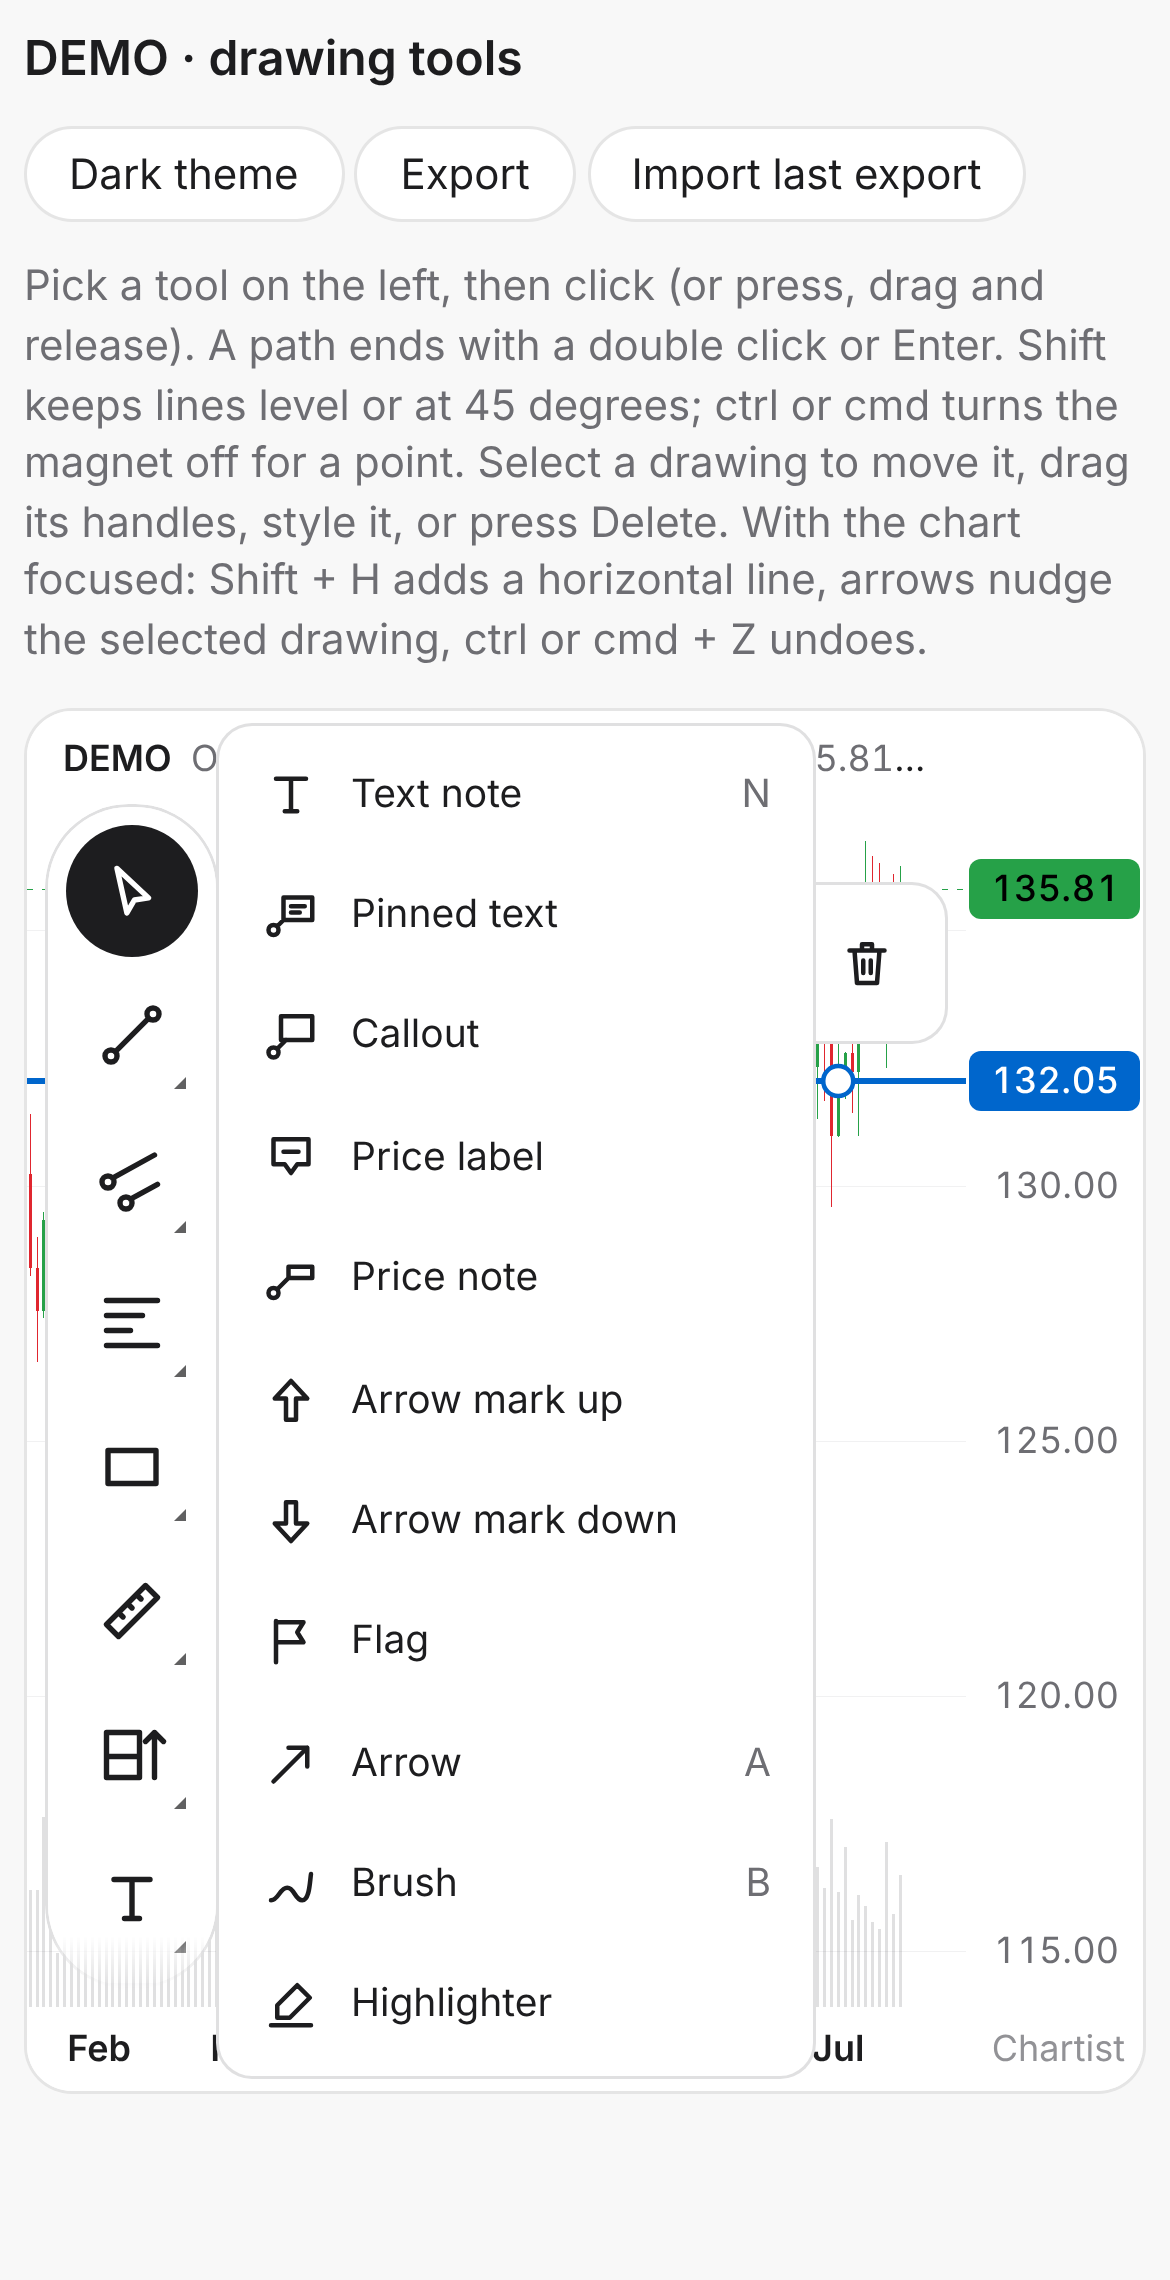 DEMO · drawing tools
Dark theme
Export
Import last export
Pick a tool on the left, then click (or press, drag and
release). A path ends with a double click or Enter. Shift
keeps lines level or at 45 degrees; ctrl or cmd turns the
magnet off for a point. Select a drawing to move it, drag
its handles, style it, or press Delete. With the chart
focused: Shift + H adds a horizontal line, arrows nudge
the selected drawing, ctrl or cmd + Z undoes.
DEMO O 5.81...
Text note N
Pinned text
Callout
Price label
Price note
Arrow mark up
Arrow mark down
Flag
Arrow A
Brush B
Highlighter
135.81
132.05
130.00
125.00
120.00
115.00
Feb
Jul
Chartist